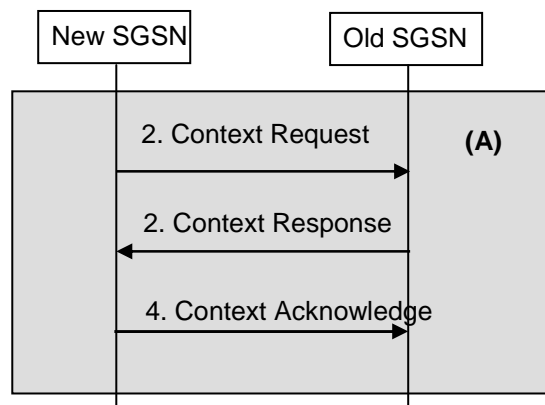 New SGSN
Old SGSN
2. Context Request
(A)
2. Context Response
4. Context Acknowledge